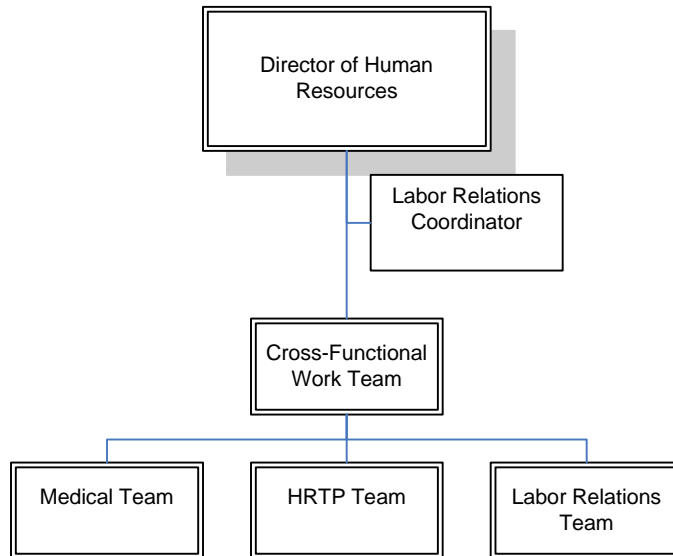 Director of Human
Resources
Labor Relations
Coordinator
Cross-Functional
Work Team
Medical Team
HRTP Team
Labor Relations
Team